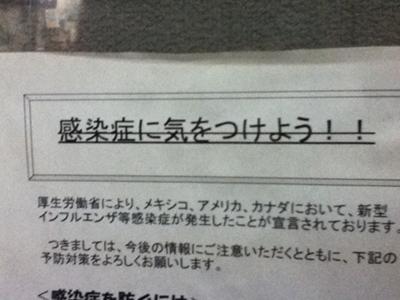 感染症に気をつけよう！！
厚生労働省により、メキシコ、アメリカ、カナダにおいて、新型
インフルエンザ等感染症が発生したことが宣言されております。
つきましては、今後の情報にご注意いただくとともに、下記の
予防対策をよろしくお願いします。
＜感染症を防ぐには＞